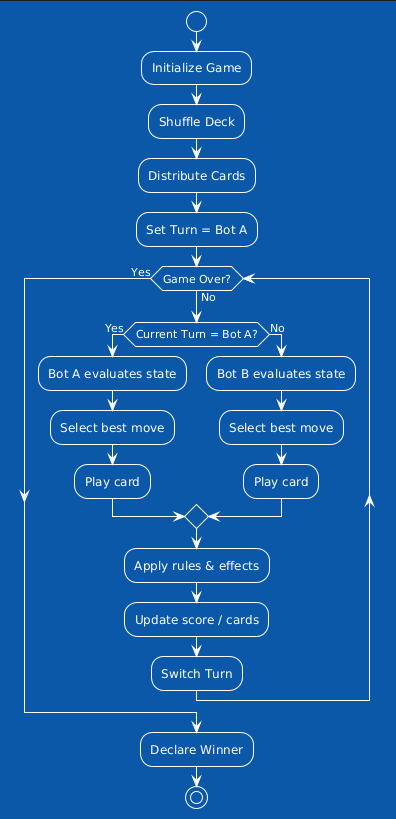 Initialize Game
Shuffle Deck
Distribute Cards
Set Turn = Bot A
Yes
Game Over?
No
Yes
Current Turn = Bot A?
No
Bot A evaluates state
Bot B evaluates state
Select best move
Select best move
Play card
Play card
Apply rules & effects
Update score / cards
Switch Turn
Declare Winner